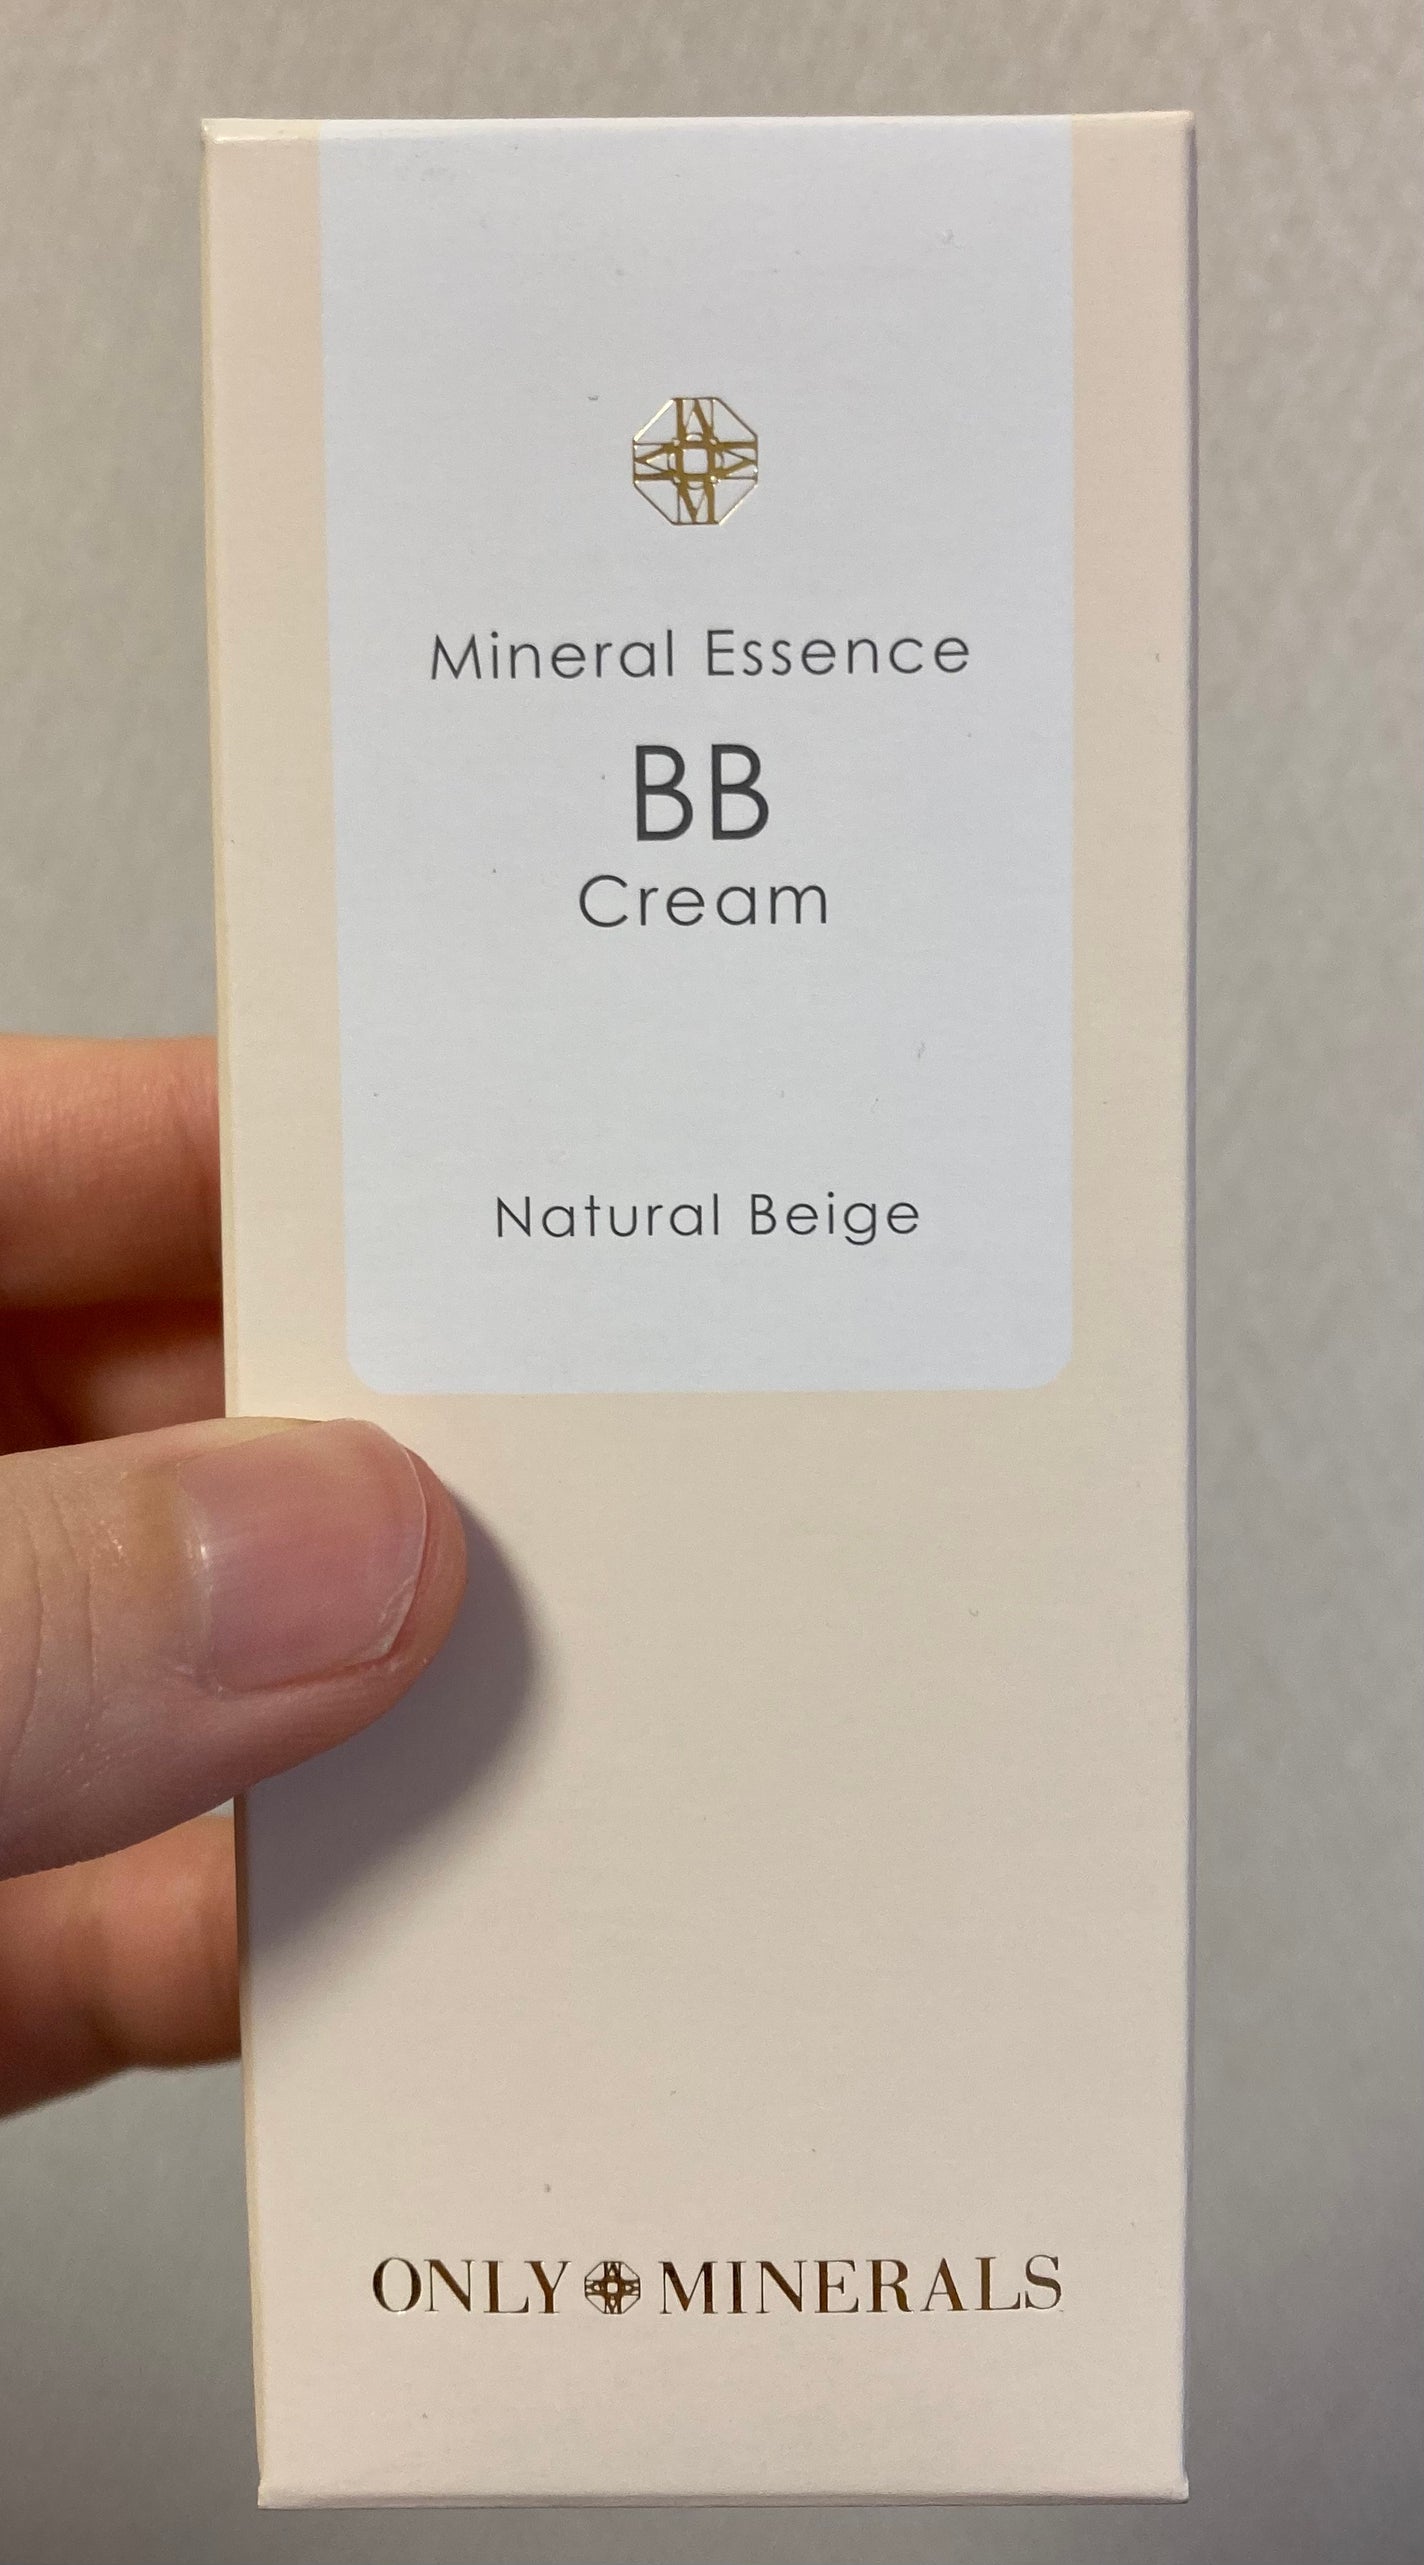 Mineral Essence
BB
Cream
Natural Beige
ONLY MINERALS